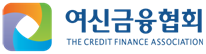 여신금융협회
THE CREDIT FINANCE ASSOCIATION